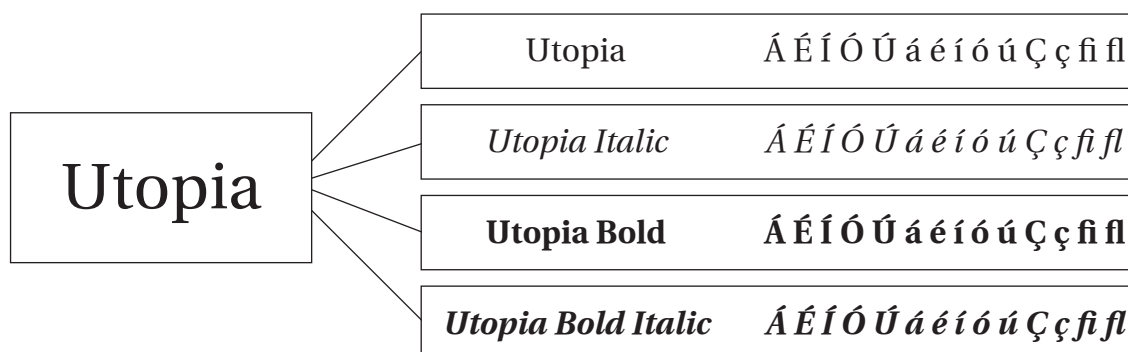 Utopia
Utopia Á É Í Ó Ú á é í ó ú Ç ç fi fl
Utopia Italic Á É Í Ó Ú á é í ó ú Ç ç fi fl
Utopia Bold Á É Í Ó Ú á é í ó ú Ç ç fi fl
Utopia Bold Italic Á É Í Ó Ú á é í ó ú Ç ç fi fl